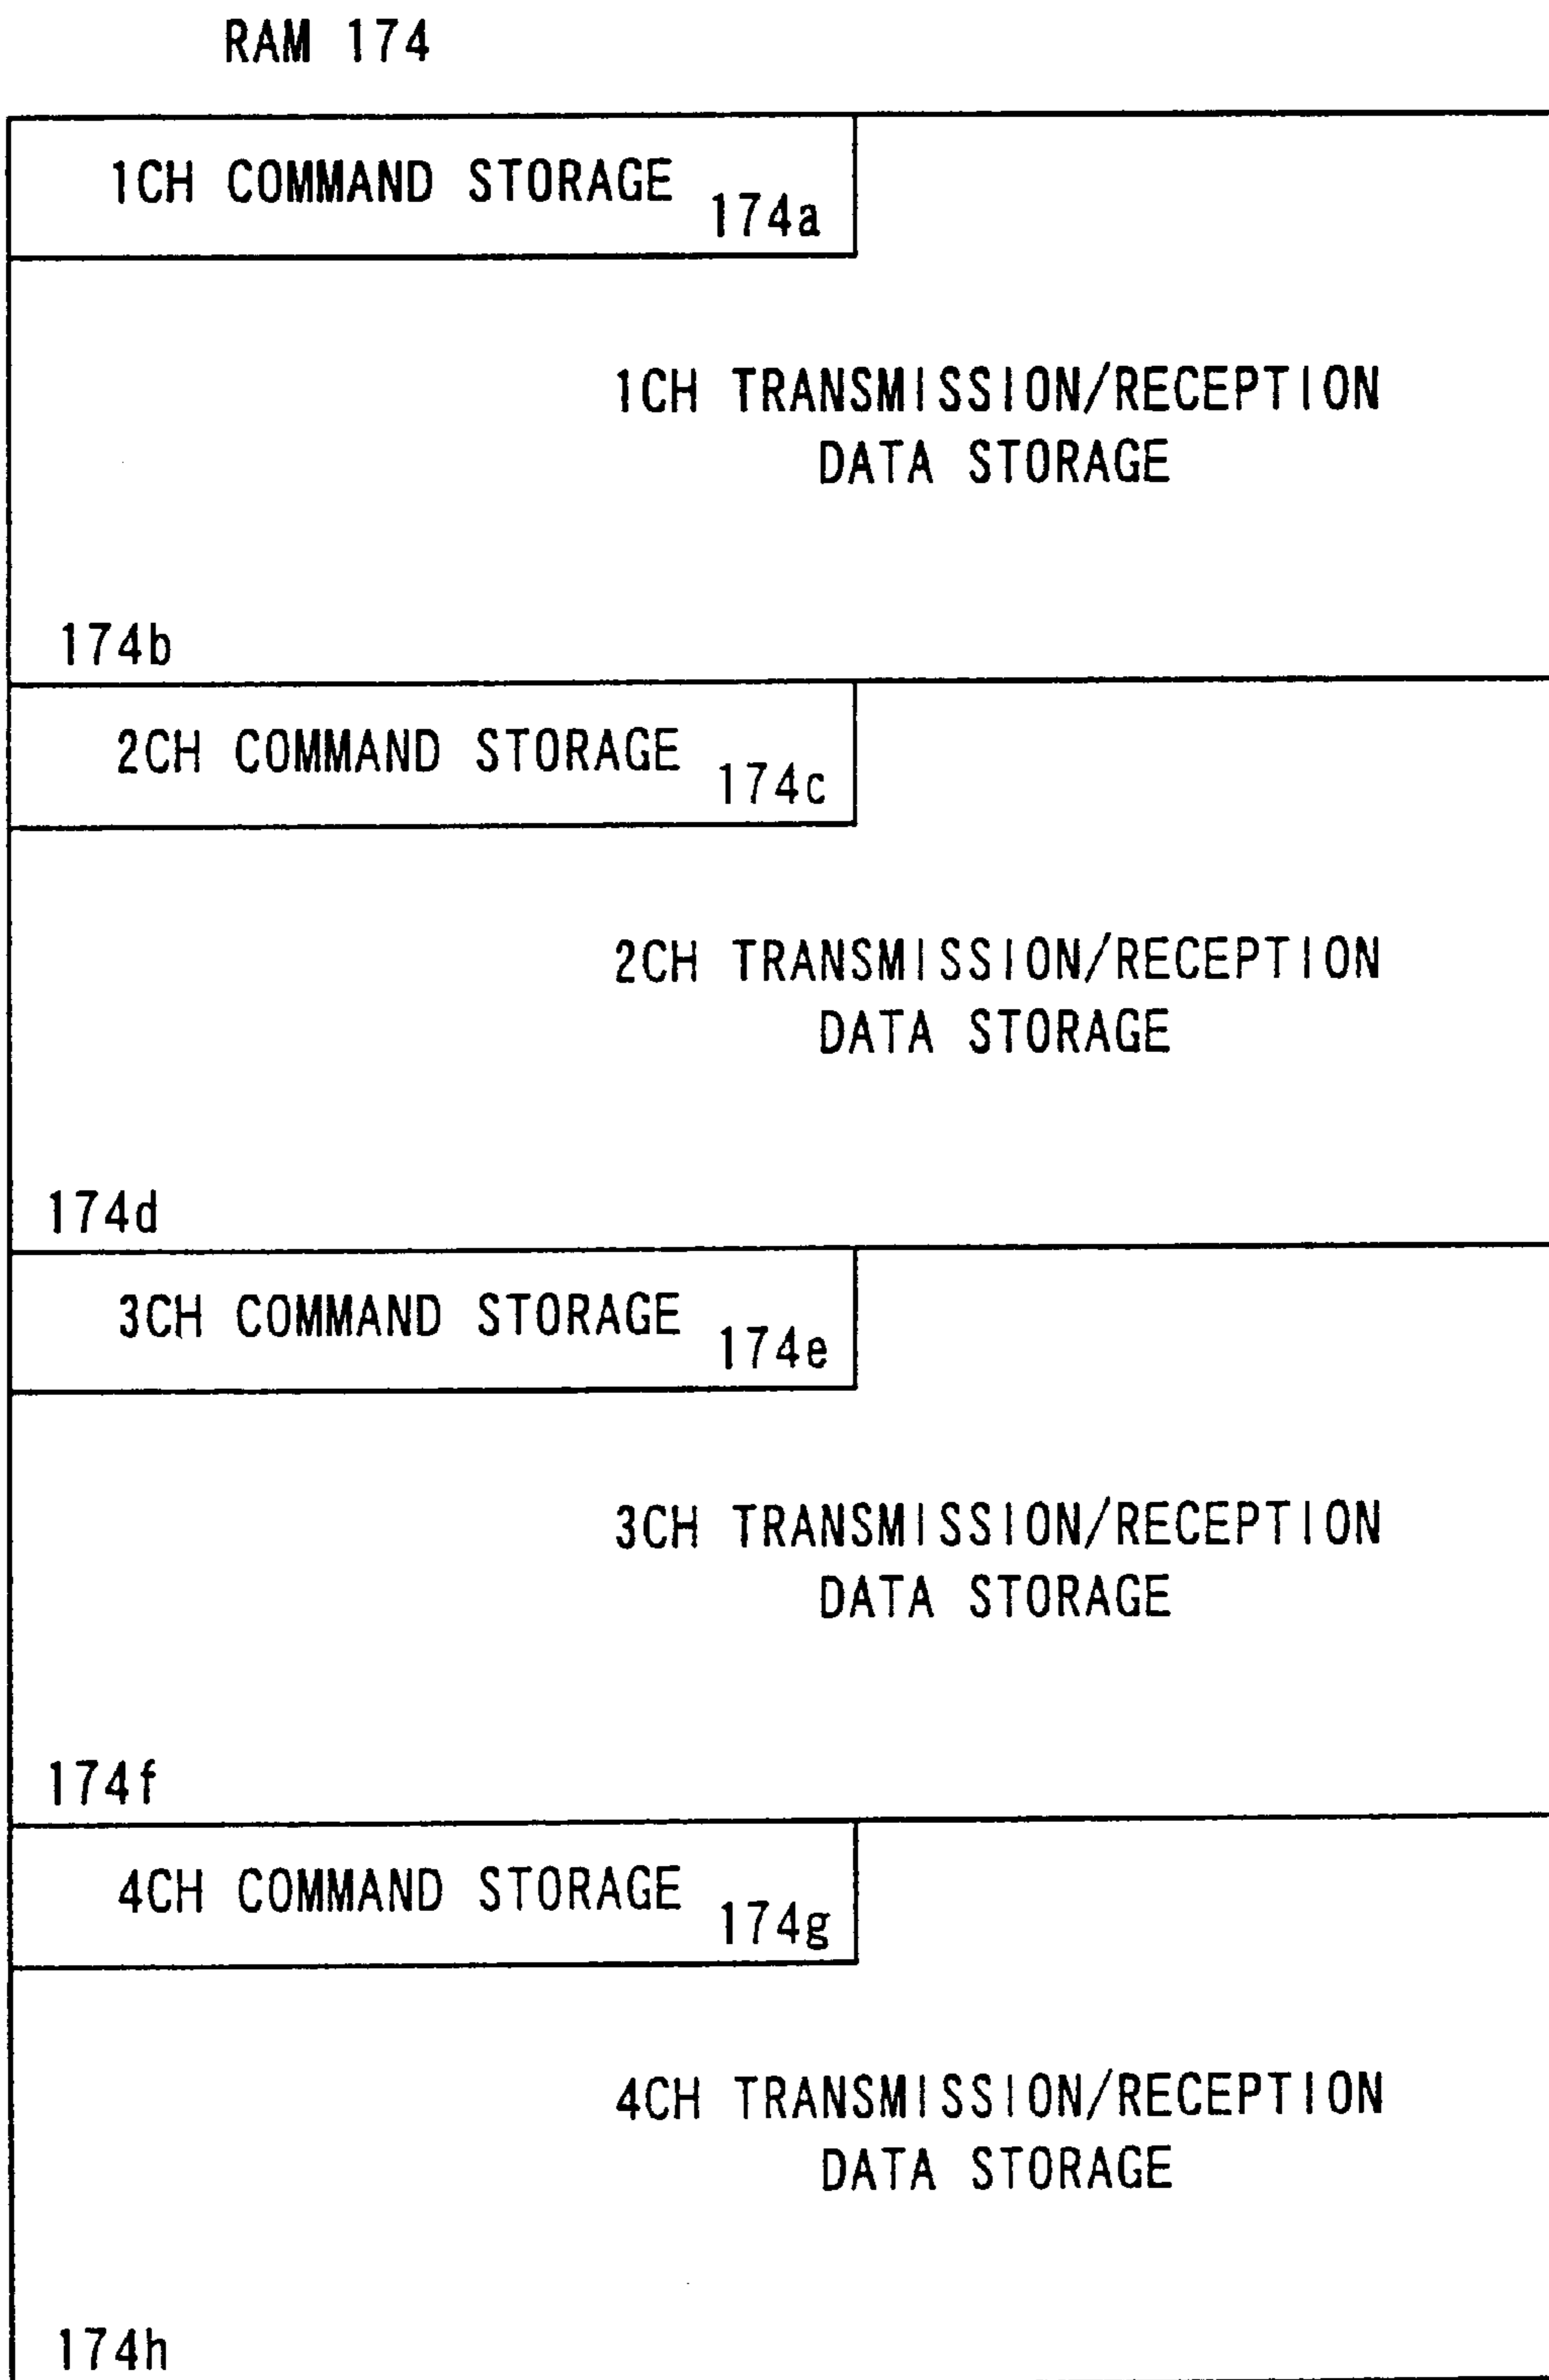 RAM 174
1CH COMMAND STORAGE 174a
1CH TRANSMISSION/RECEPTION
DATA STORAGE
174b
2CH COMMAND STORAGE 174c
2CH TRANSMISSION/RECEPTION
DATA STORAGE
174d
3CH COMMAND STORAGE 174e
3CH TRANSMISSION/RECEPTION
DATA STORAGE
174f
4CH COMMAND STORAGE 174g
4CH TRANSMISSION/RECEPTION
DATA STORAGE
174h